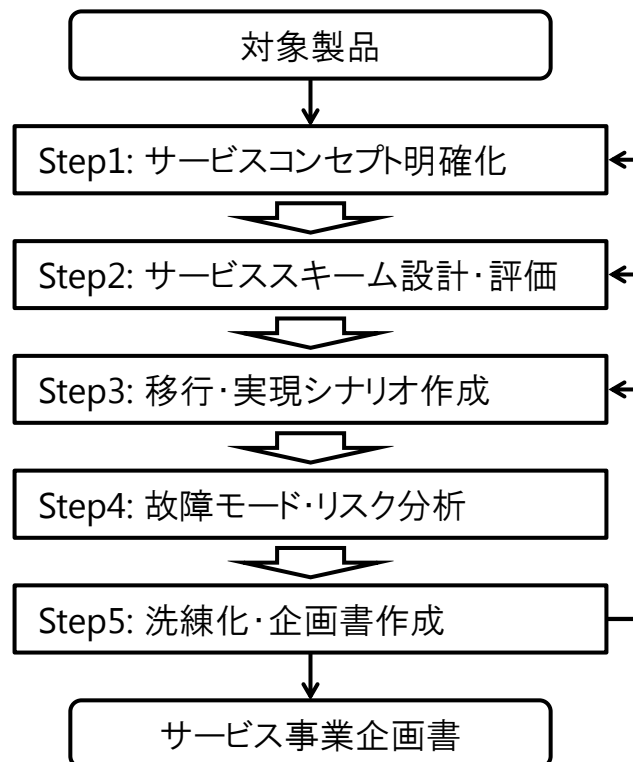 対象製品
Step1: サービスコンセプト明確化
Step2: サービススキーム設計・評価
Step3: 移行・実現シナリオ作成
Step4: 故障モード・リスク分析
Step5: 洗練化・企画書作成
サービス事業企画書